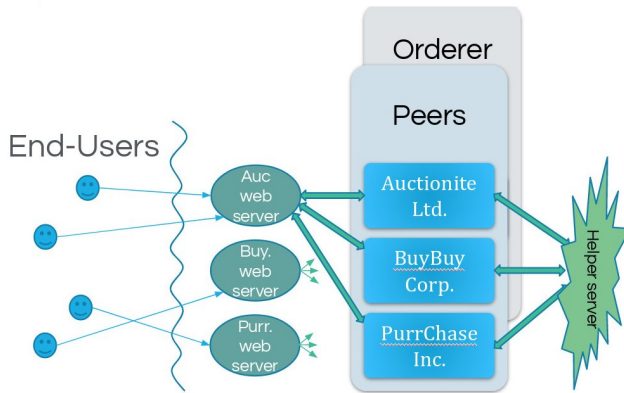 Orderer
Peers
End-Users
Auc
web
server
Auctionite
Ltd.
Buy.
web
server
BuyBuy
Corp.
Helper server
Purr.
web
server
PurrChase
Inc.